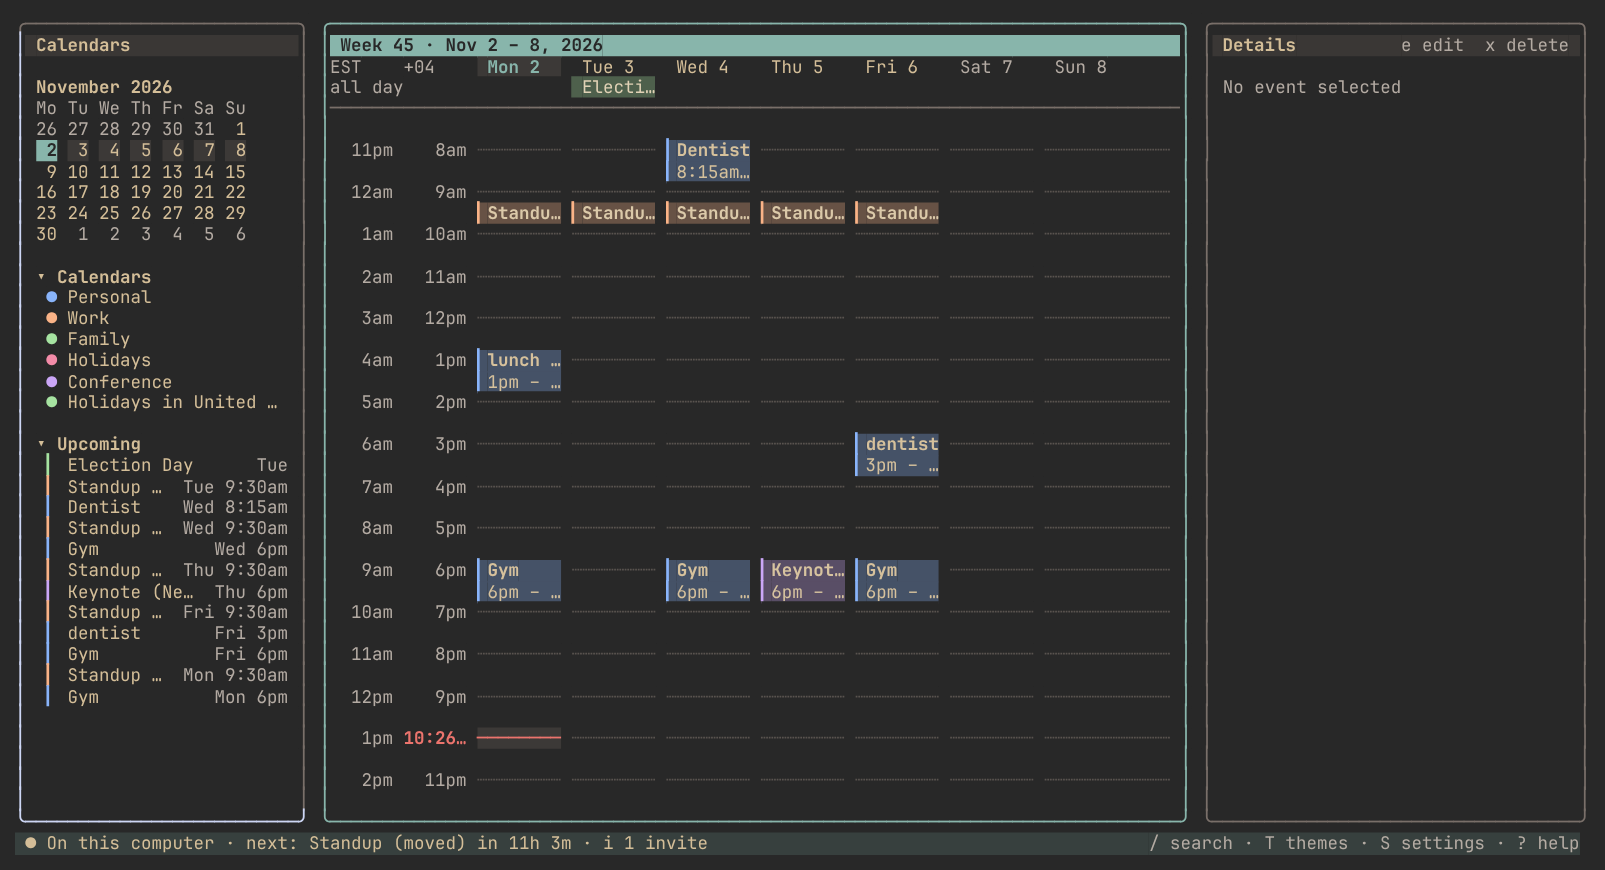 Calendars
November 2026
Mo Tu We Th Fr Sa Su
26 27 28 29 30 31 1
2 3 4 5 6 7 8
9 10 11 12 13 14 15
16 17 18 19 20 21 22
23 24 25 26 27 28 29
30 1 2 3 4 5 6
▾ Calendars
Personal
Work
Family
Holidays
Conference
Holidays in United …
▾ Upcoming
Election Day Tue
Standup … Tue 9:30am
Dentist Wed 8:15am
Standup … Wed 9:30am
Gym Wed 6pm
Standup … Thu 9:30am
Keynote (Ne… Thu 6pm
Standup … Fri 9:30am
dentist Fri 3pm
Gym Fri 6pm
Standup … Mon 9:30am
Gym Mon 6pm
Week 45 · Nov 2 – 8, 2026
EST +04 Mon 2 Tue 3 Wed 4 Thu 5 Fri 6 Sat 7 Sun 8
all day Electi…
11pm 8am Dentist
8:15am…
12am 9am
Standu… Standu… Standu… Standu… Standu…
1am 10am
2am 11am
3am 12pm
4am 1pm lunch …
1pm – …
5am 2pm
6am 3pm dentist
3pm – …
7am 4pm
8am 5pm
9am 6pm Gym Gym Keynot… Gym
6pm – … 6pm – … 6pm – … 6pm – …
10am 7pm
11am 8pm
12pm 9pm
1pm 10:26…
2pm 11pm
Details e edit x delete
No event selected
On this computer · next: Standup (moved) in 11h 3m · i 1 invite
/ search · T themes · S settings · ? help